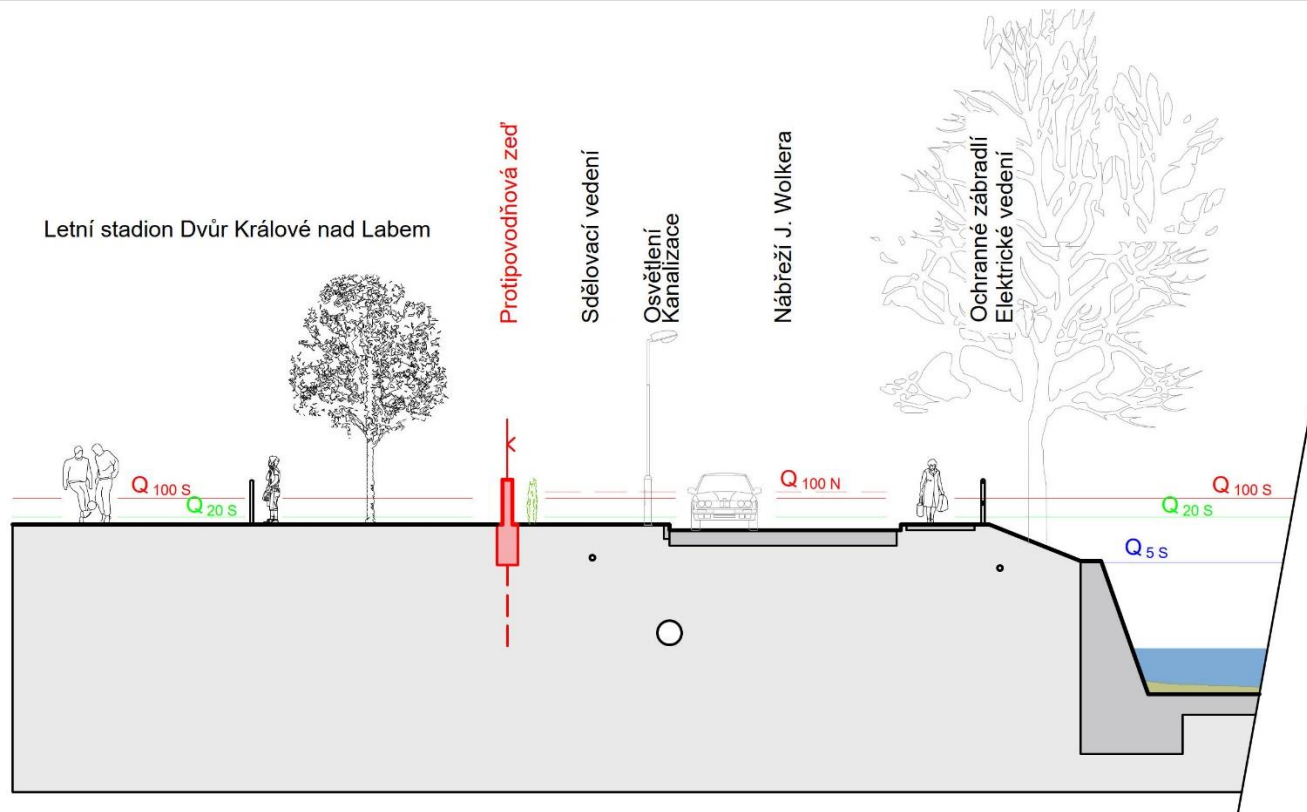 Letní stadion Dvůr Králové nad Labem
Protipovodňová zeď
Sdělovací vedení
Osvětlení
Kanalizace
Nábřeží J. Wolkera
Ochranné zábradlí
Elektrické vedení
Q 100 S
Q 20 S
Q 100 N
Q 100 S
Q 20 S
Q 5 S